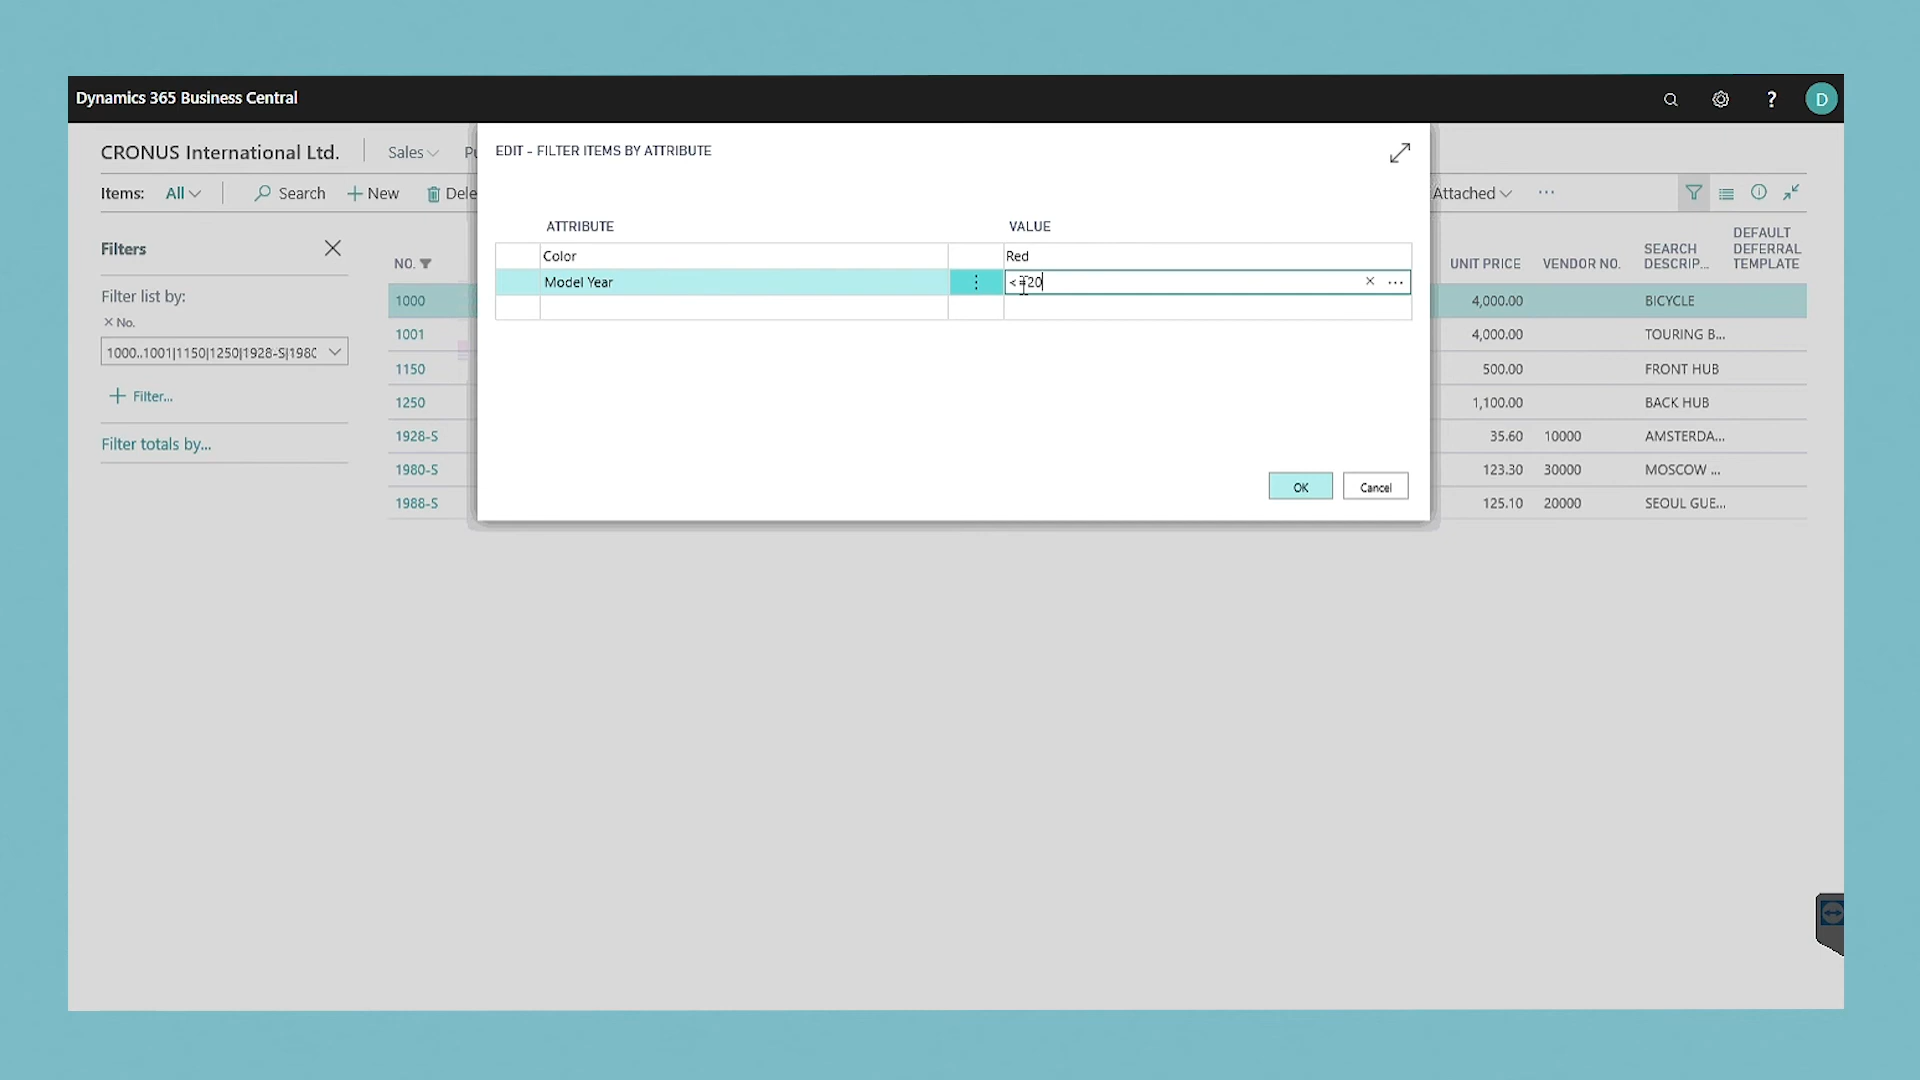 Dynamics 365 Business Central
?
D
CRONUS International Ltd.
Sales
EDIT - FILTER ITEMS BY ATTRIBUTE
Items:
All
Search
+ New
Dele
Attached
...
Filters
Filter list by:
× No.
1000..1001|1150|1250|1928-S|1980
+ Filter...
Filter totals by...
ATTRIBUTE
VALUE
Color
Red
Model Year
<=20
OK
Cancel
NO.
UNIT PRICE
VENDOR NO.
SEARCH DESCRIP...
DEFAULT DEFERRAL TEMPLATE
1000
4,000.00
BICYCLE
1001
4,000.00
TOURING B...
1150
500.00
FRONT HUB
1250
1,100.00
BACK HUB
1928-S
35.60
10000
AMSTERDA...
1980-S
123.30
30000
MOSCOW ...
1988-S
125.10
20000
SEOUL GUE...